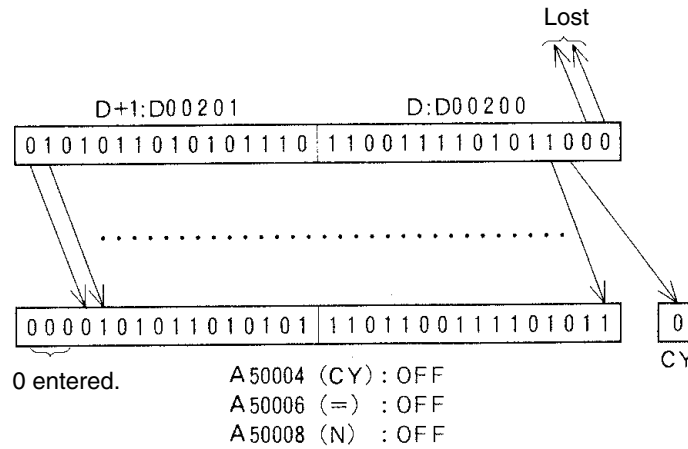 Lost
D+1:D00201 D:D00200
0101011010101110 1100111101011000
0000101011010101 1101100111101011 0
CY
0 entered.
A50004 (CY) : OFF
A50006 (=) : OFF
A50008 (N) : OFF